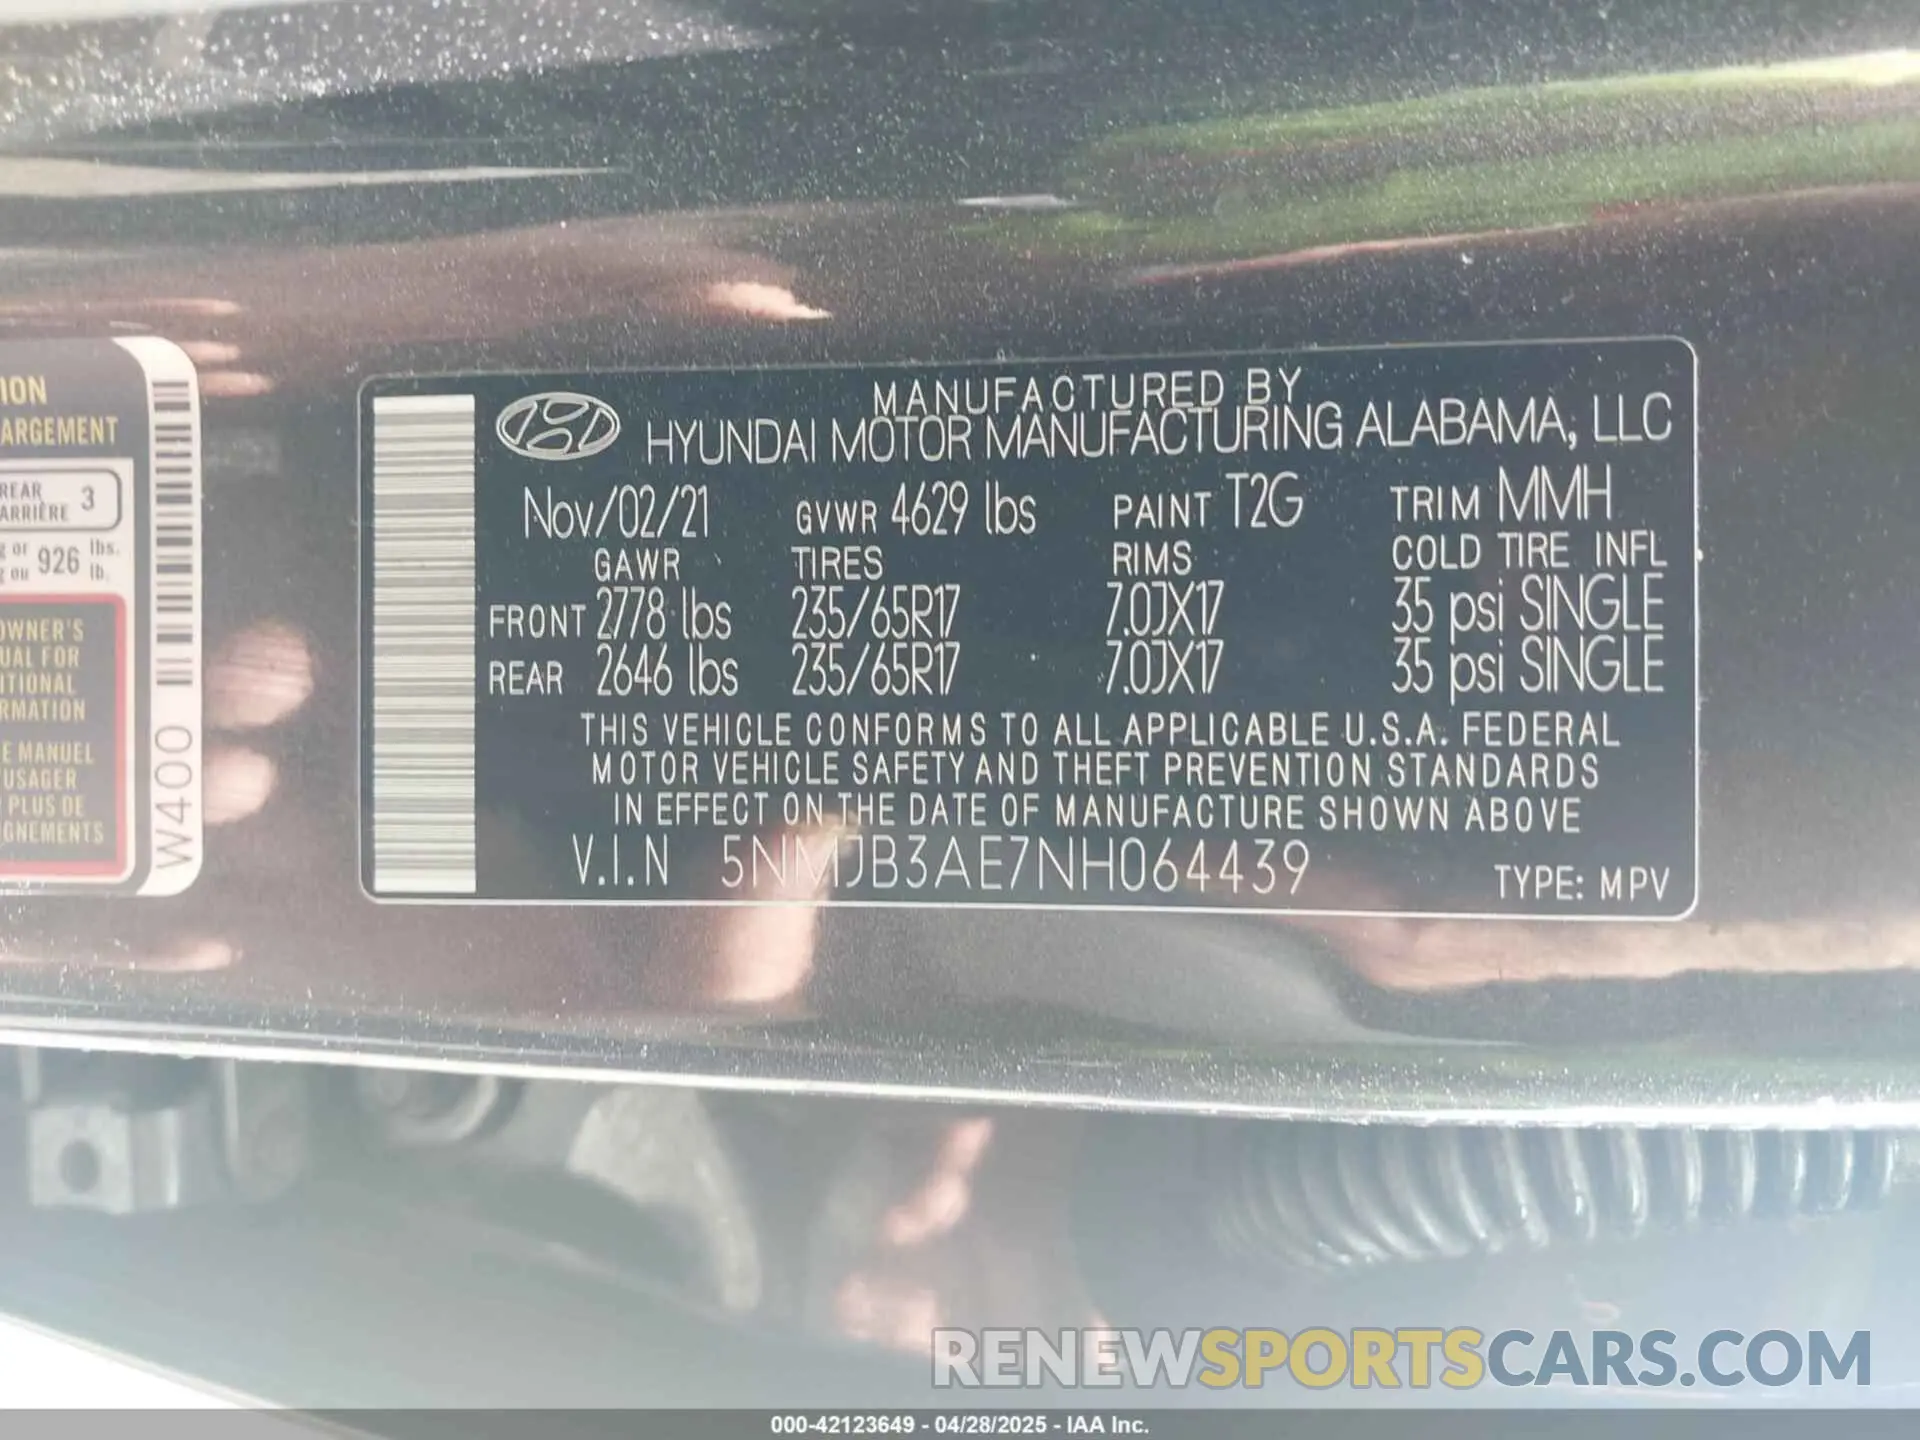 ION
ARGEMENT
REAR
ARRIÈRE 3
g or 926 lbs.
g ou lb.
OWNER'S
UAL FOR
ITIONAL
RMATION
E MANUEL
'USAGER
PLUS DE
IGNEMENTS
W400
MANUFACTURED BY
HYUNDAI MOTOR MANUFACTURING ALABAMA, LLC
Nov/02/21 GVWR 4629 lbs PAINT T2G TRIM MMH
GAWR TIRES RIMS COLD TIRE INFL
FRONT 2778 lbs 235/65R17 7.0JX17 35 psi SINGLE
REAR 2646 lbs 235/65R17 7.0JX17 35 psi SINGLE
THIS VEHICLE CONFORMS TO ALL APPLICABLE U.S.A. FEDERAL
MOTOR VEHICLE SAFETY AND THEFT PREVENTION STANDARDS
IN EFFECT ON THE DATE OF MANUFACTURE SHOWN ABOVE
V.I.N 5NMJB3AE7NH064439 TYPE: MPV
RENEWSPORTSCARS.COM
000-42123649 - 04/28/2025 - IAA Inc.